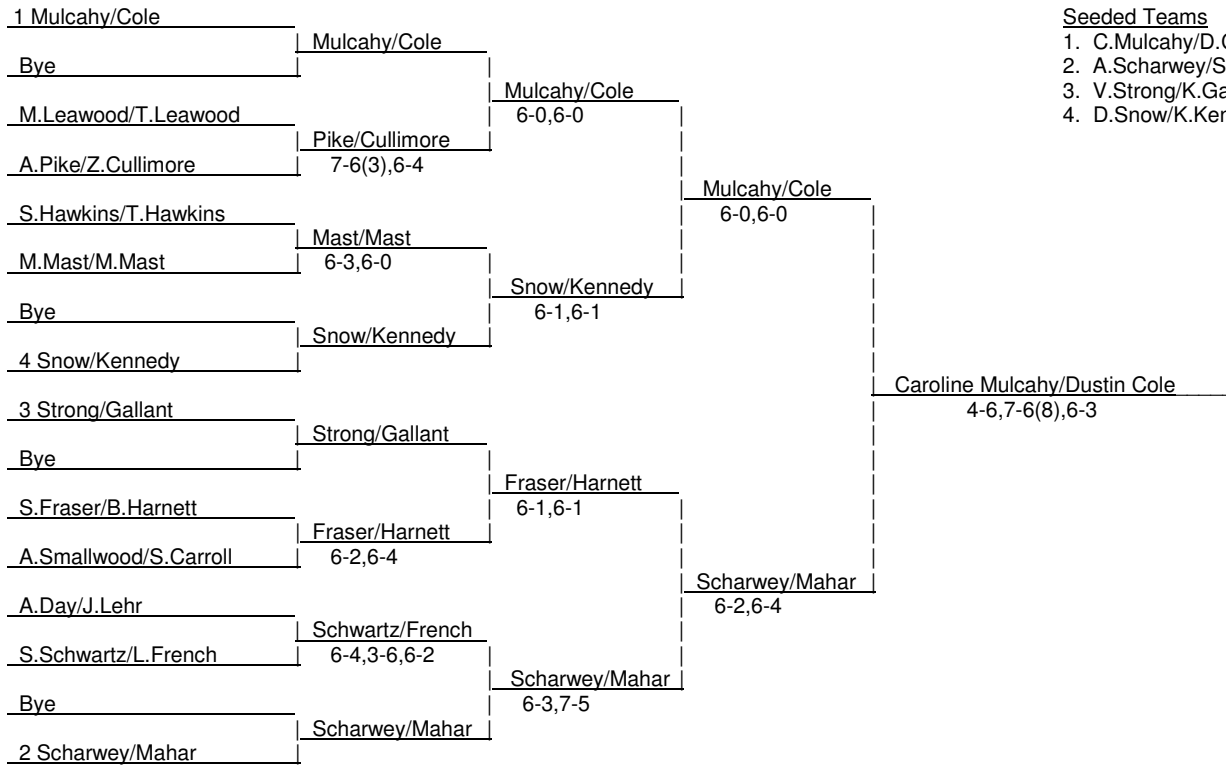 1 Mulcahy/Cole
Mulcahy/Cole
Bye
Mulcahy/Cole
6-0,6-0
M.Leawood/T.Leawood
Pike/Cullimore
7-6(3),6-4
A.Pike/Z.Cullimore
Mulcahy/Cole
6-0,6-0
S.Hawkins/T.Hawkins
Mast/Mast
6-3,6-0
M.Mast/M.Mast
Snow/Kennedy
6-1,6-1
Bye
Snow/Kennedy
4 Snow/Kennedy
Caroline Mulcahy/Dustin Cole
4-6,7-6(8),6-3
3 Strong/Gallant
Strong/Gallant
Bye
Fraser/Harnett
6-1,6-1
S.Fraser/B.Harnett
Fraser/Harnett
6-2,6-4
A.Smallwood/S.Carroll
Scharwey/Mahar
6-2,6-4
A.Day/J.Lehr
Schwartz/French
6-4,3-6,6-2
S.Schwartz/L.French
Scharwey/Mahar
6-3,7-5
Bye
Scharwey/Mahar
2 Scharwey/Mahar
Seeded Teams
1. C.Mulcahy/D.
2. A.Scharwey/S
3. V.Strong/K.Ga
4. D.Snow/K.Ken